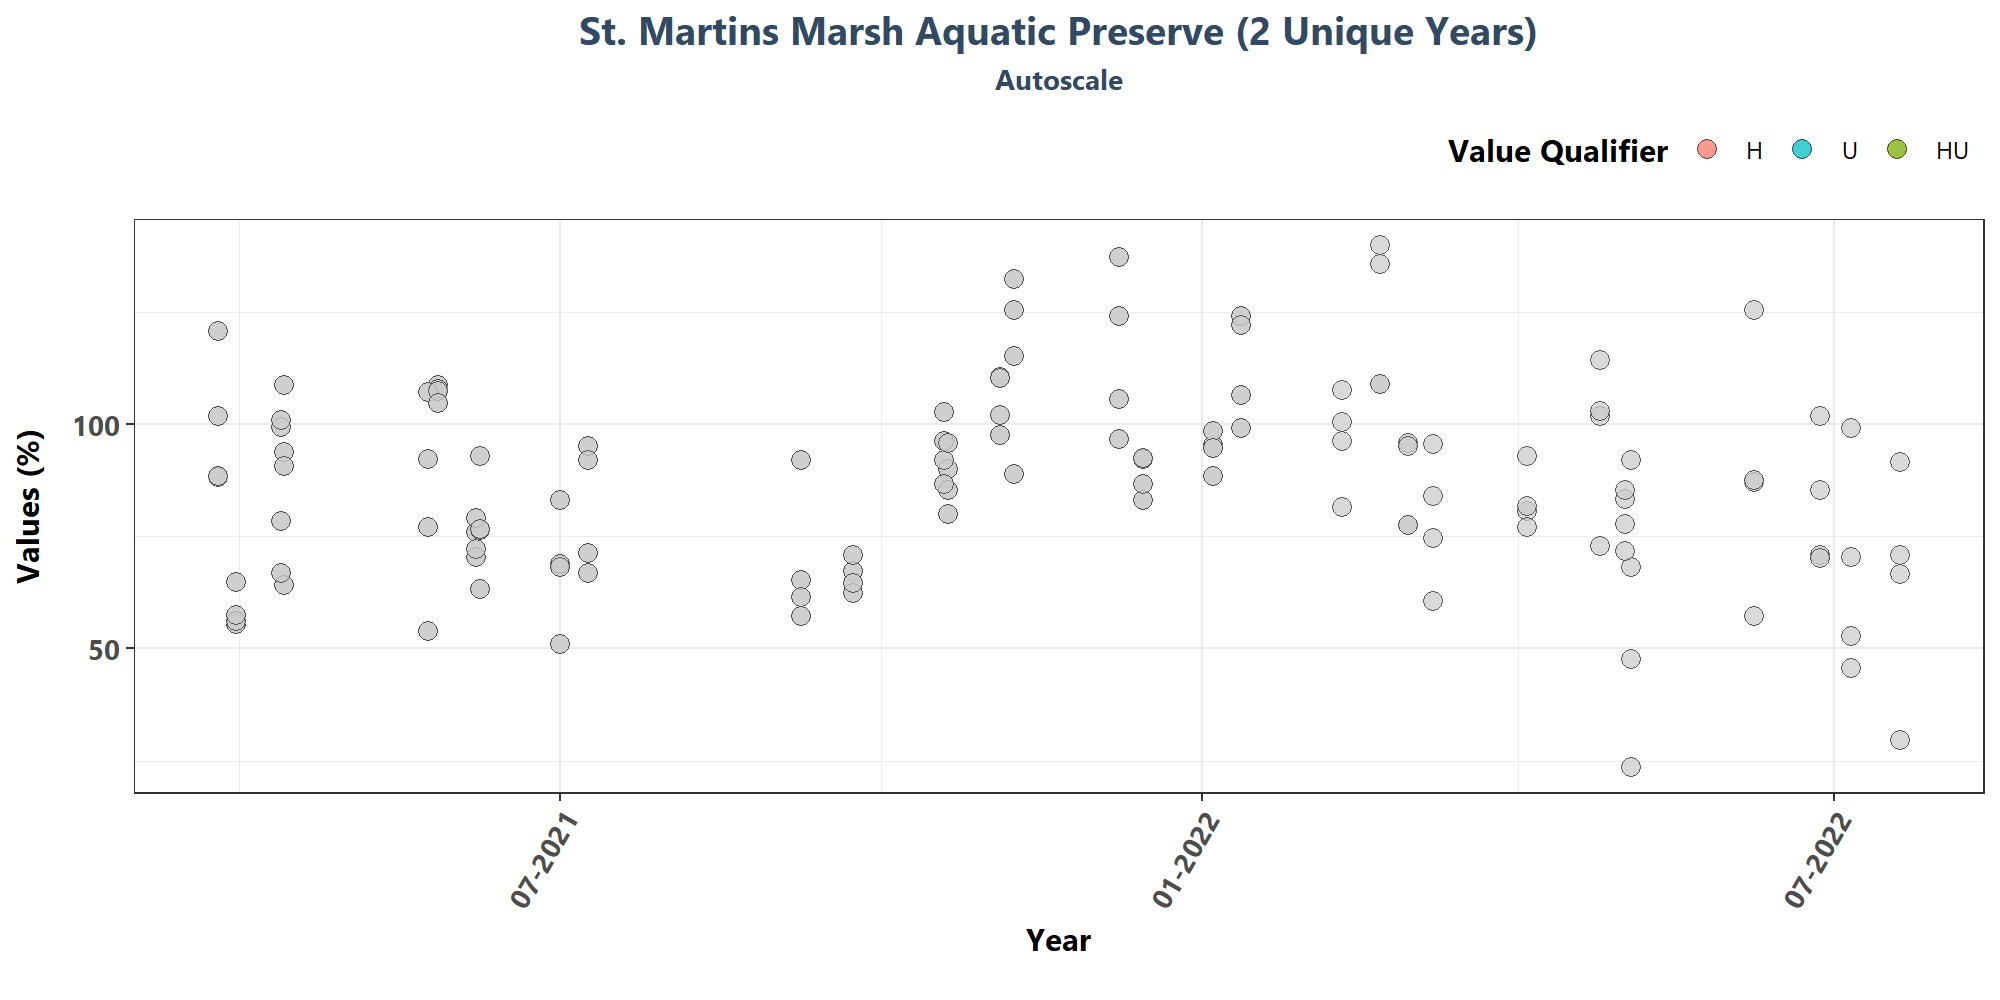 St. Martins Marsh Aquatic Preserve (2 Unique Years)
Autoscale
Value Qualifier H U HU
Values (%)
100
50
07-2021
01-2022
07-2022
Year